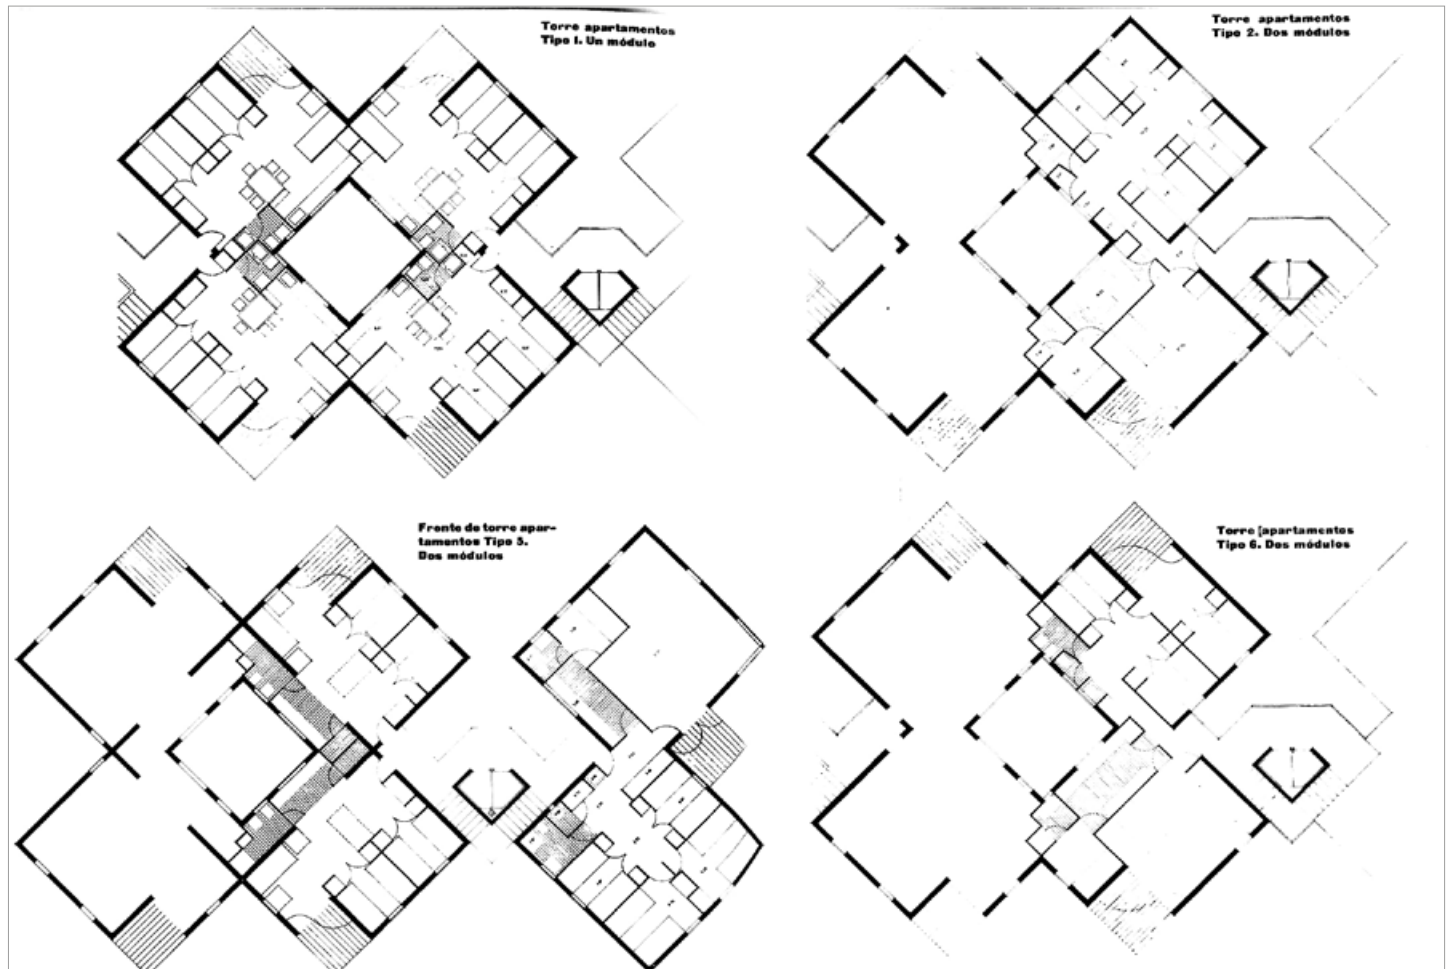 Torre apartamentos
Tipo 1. Un módulo
Torre apartamentos
Tipo 2. Dos módulos
Frente de torre apar-
tamentos Tipo 5.
Dos módulos
Torre [apartamentos
Tipo 6. Dos módulos